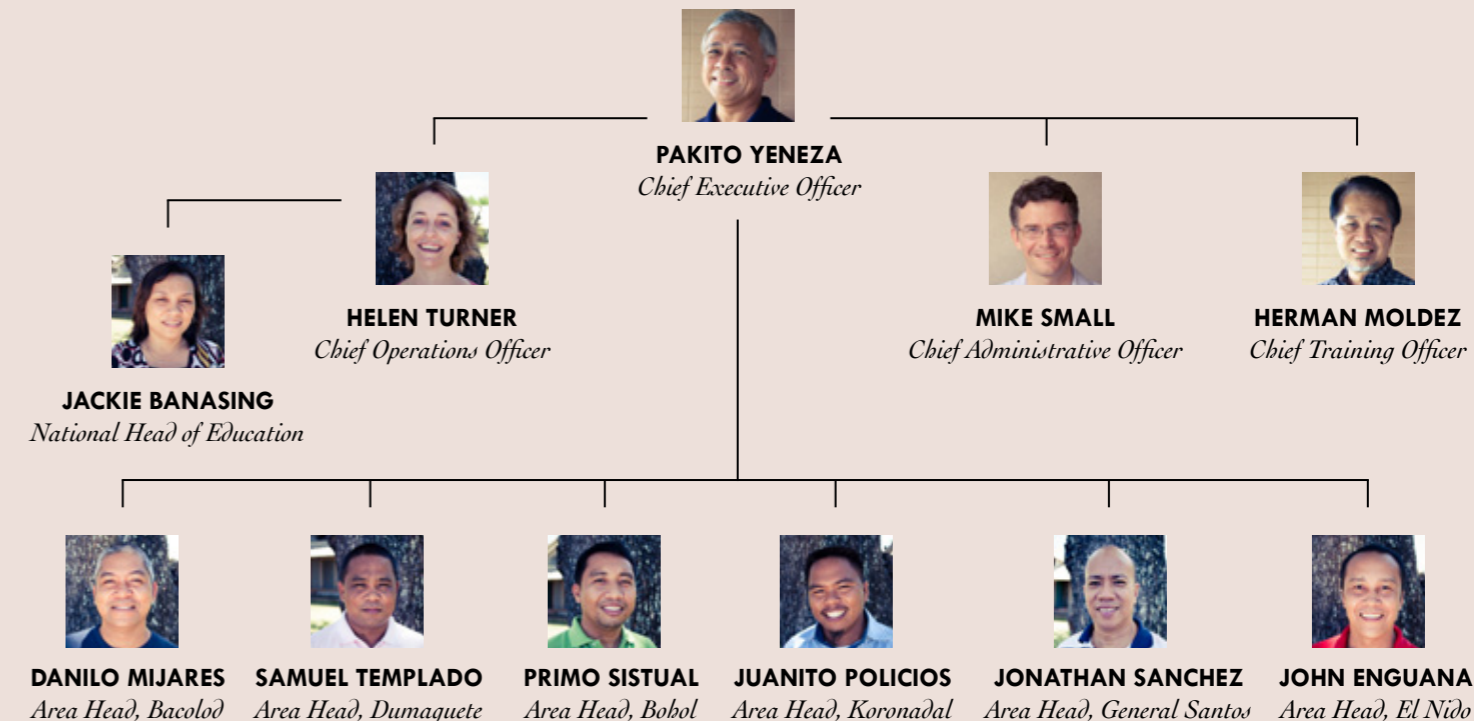 PAKITO YENEZA
Chief Executive Officer
HELEN TURNER
Chief Operations Officer
MIKE SMALL
Chief Administrative Officer
HERMAN MOLDEZ
Chief Training Officer
JACKIE BANASING
National Head of Education
DANILO MIJARES
Area Head, Bacolod
SAMUEL TEMPLADO
Area Head, Dumaguete
PRIMO SISTUAL
Area Head, Bohol
JUANITO POLICIOS
Area Head, Koronadal
JONATHAN SANCHEZ
Area Head, General Santos
JOHN ENGUANA
Area Head, El Nido